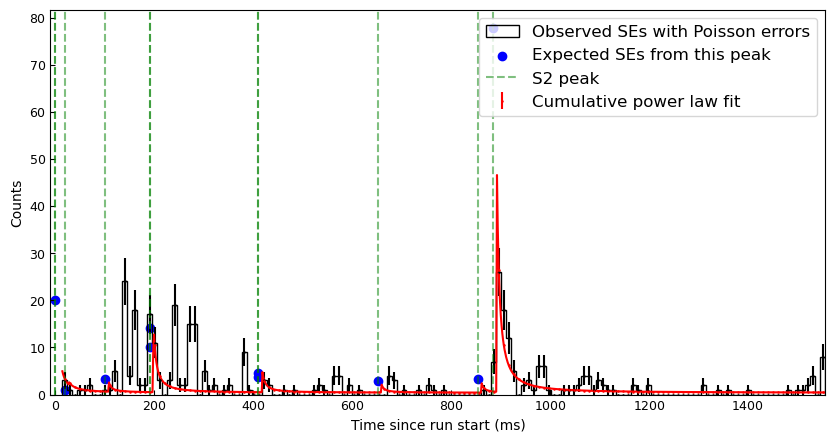 Observed SEs with Poisson errors
Expected SEs from this peak
S2 peak
Cumulative power law fit
80
70
60
50
40
30
20
10
0
Counts
0 200 400 600 800 1000 1200 1400
Time since run start (ms)